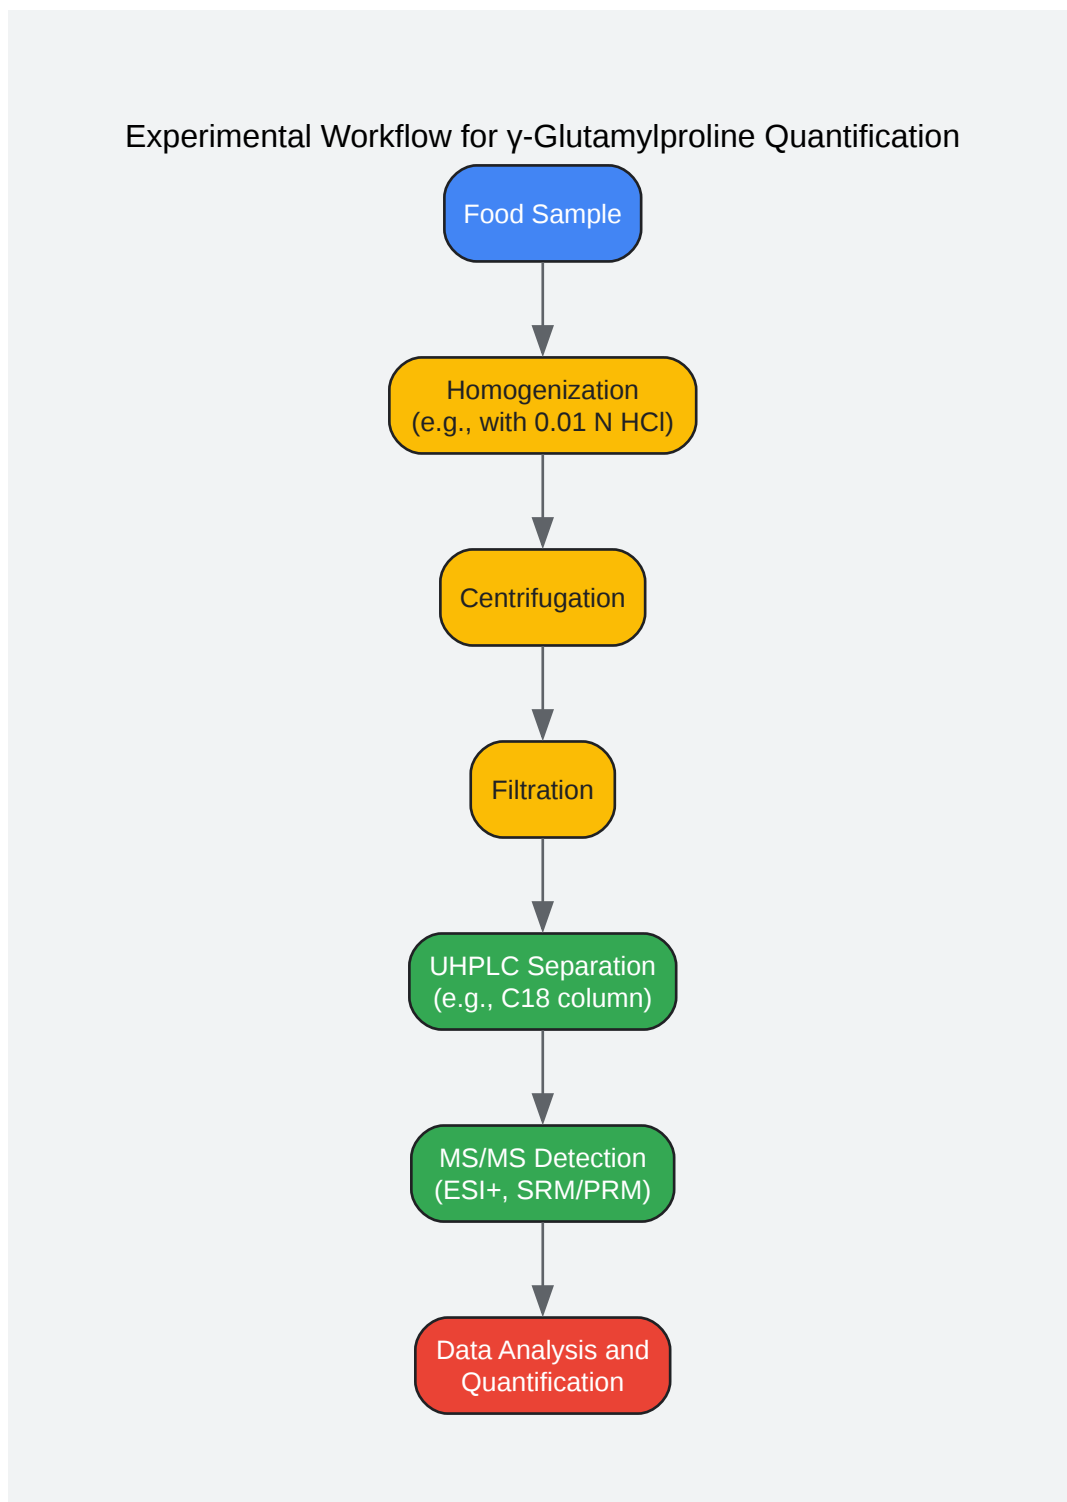 Experimental Workflow for γ-Glutamylproline Quantification
Food Sample
Homogenization
(e.g., with 0.01 N HCl)
Centrifugation
Filtration
UHPLC Separation
(e.g., C18 column)
MS/MS Detection
(ESI+, SRM/PRM)
Data Analysis and
Quantification